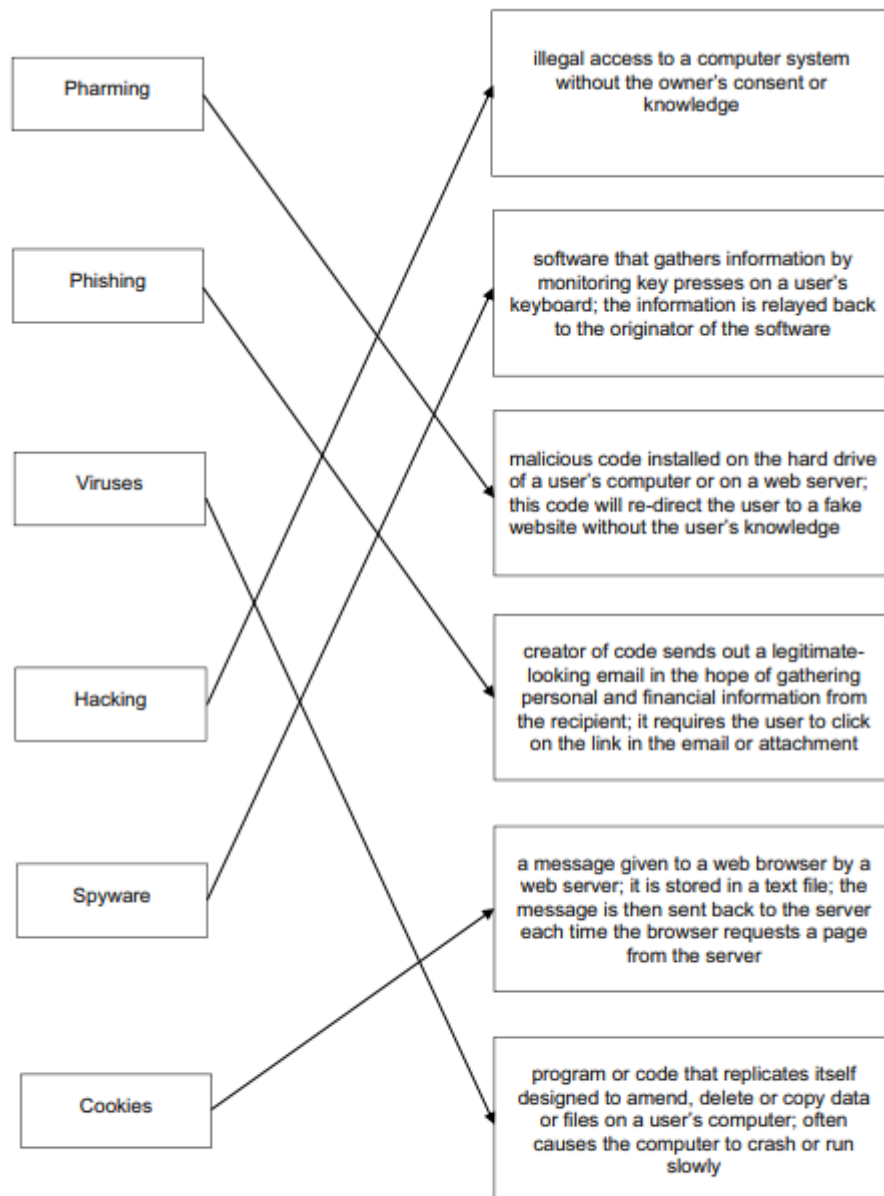 Pharming
illegal access to a computer system
without the owner's consent or
knowledge
Phishing
software that gathers information by
monitoring key presses on a user's
keyboard; the information is relayed back
to the originator of the software
Viruses
malicious code installed on the hard drive
of a user's computer or on a web server;
this code will re-direct the user to a fake
website without the user's knowledge
Hacking
creator of code sends out a legitimate-
looking email in the hope of gathering
personal and financial information from
the recipient; it requires the user to click
on the link in the email or attachment
Spyware
a message given to a web browser by a
web server; it is stored in a text file; the
message is then sent back to the server
each time the browser requests a page
from the server
Cookies
program or code that replicates itself
designed to amend, delete or copy data
or files on a user's computer; often
causes the computer to crash or run
slowly